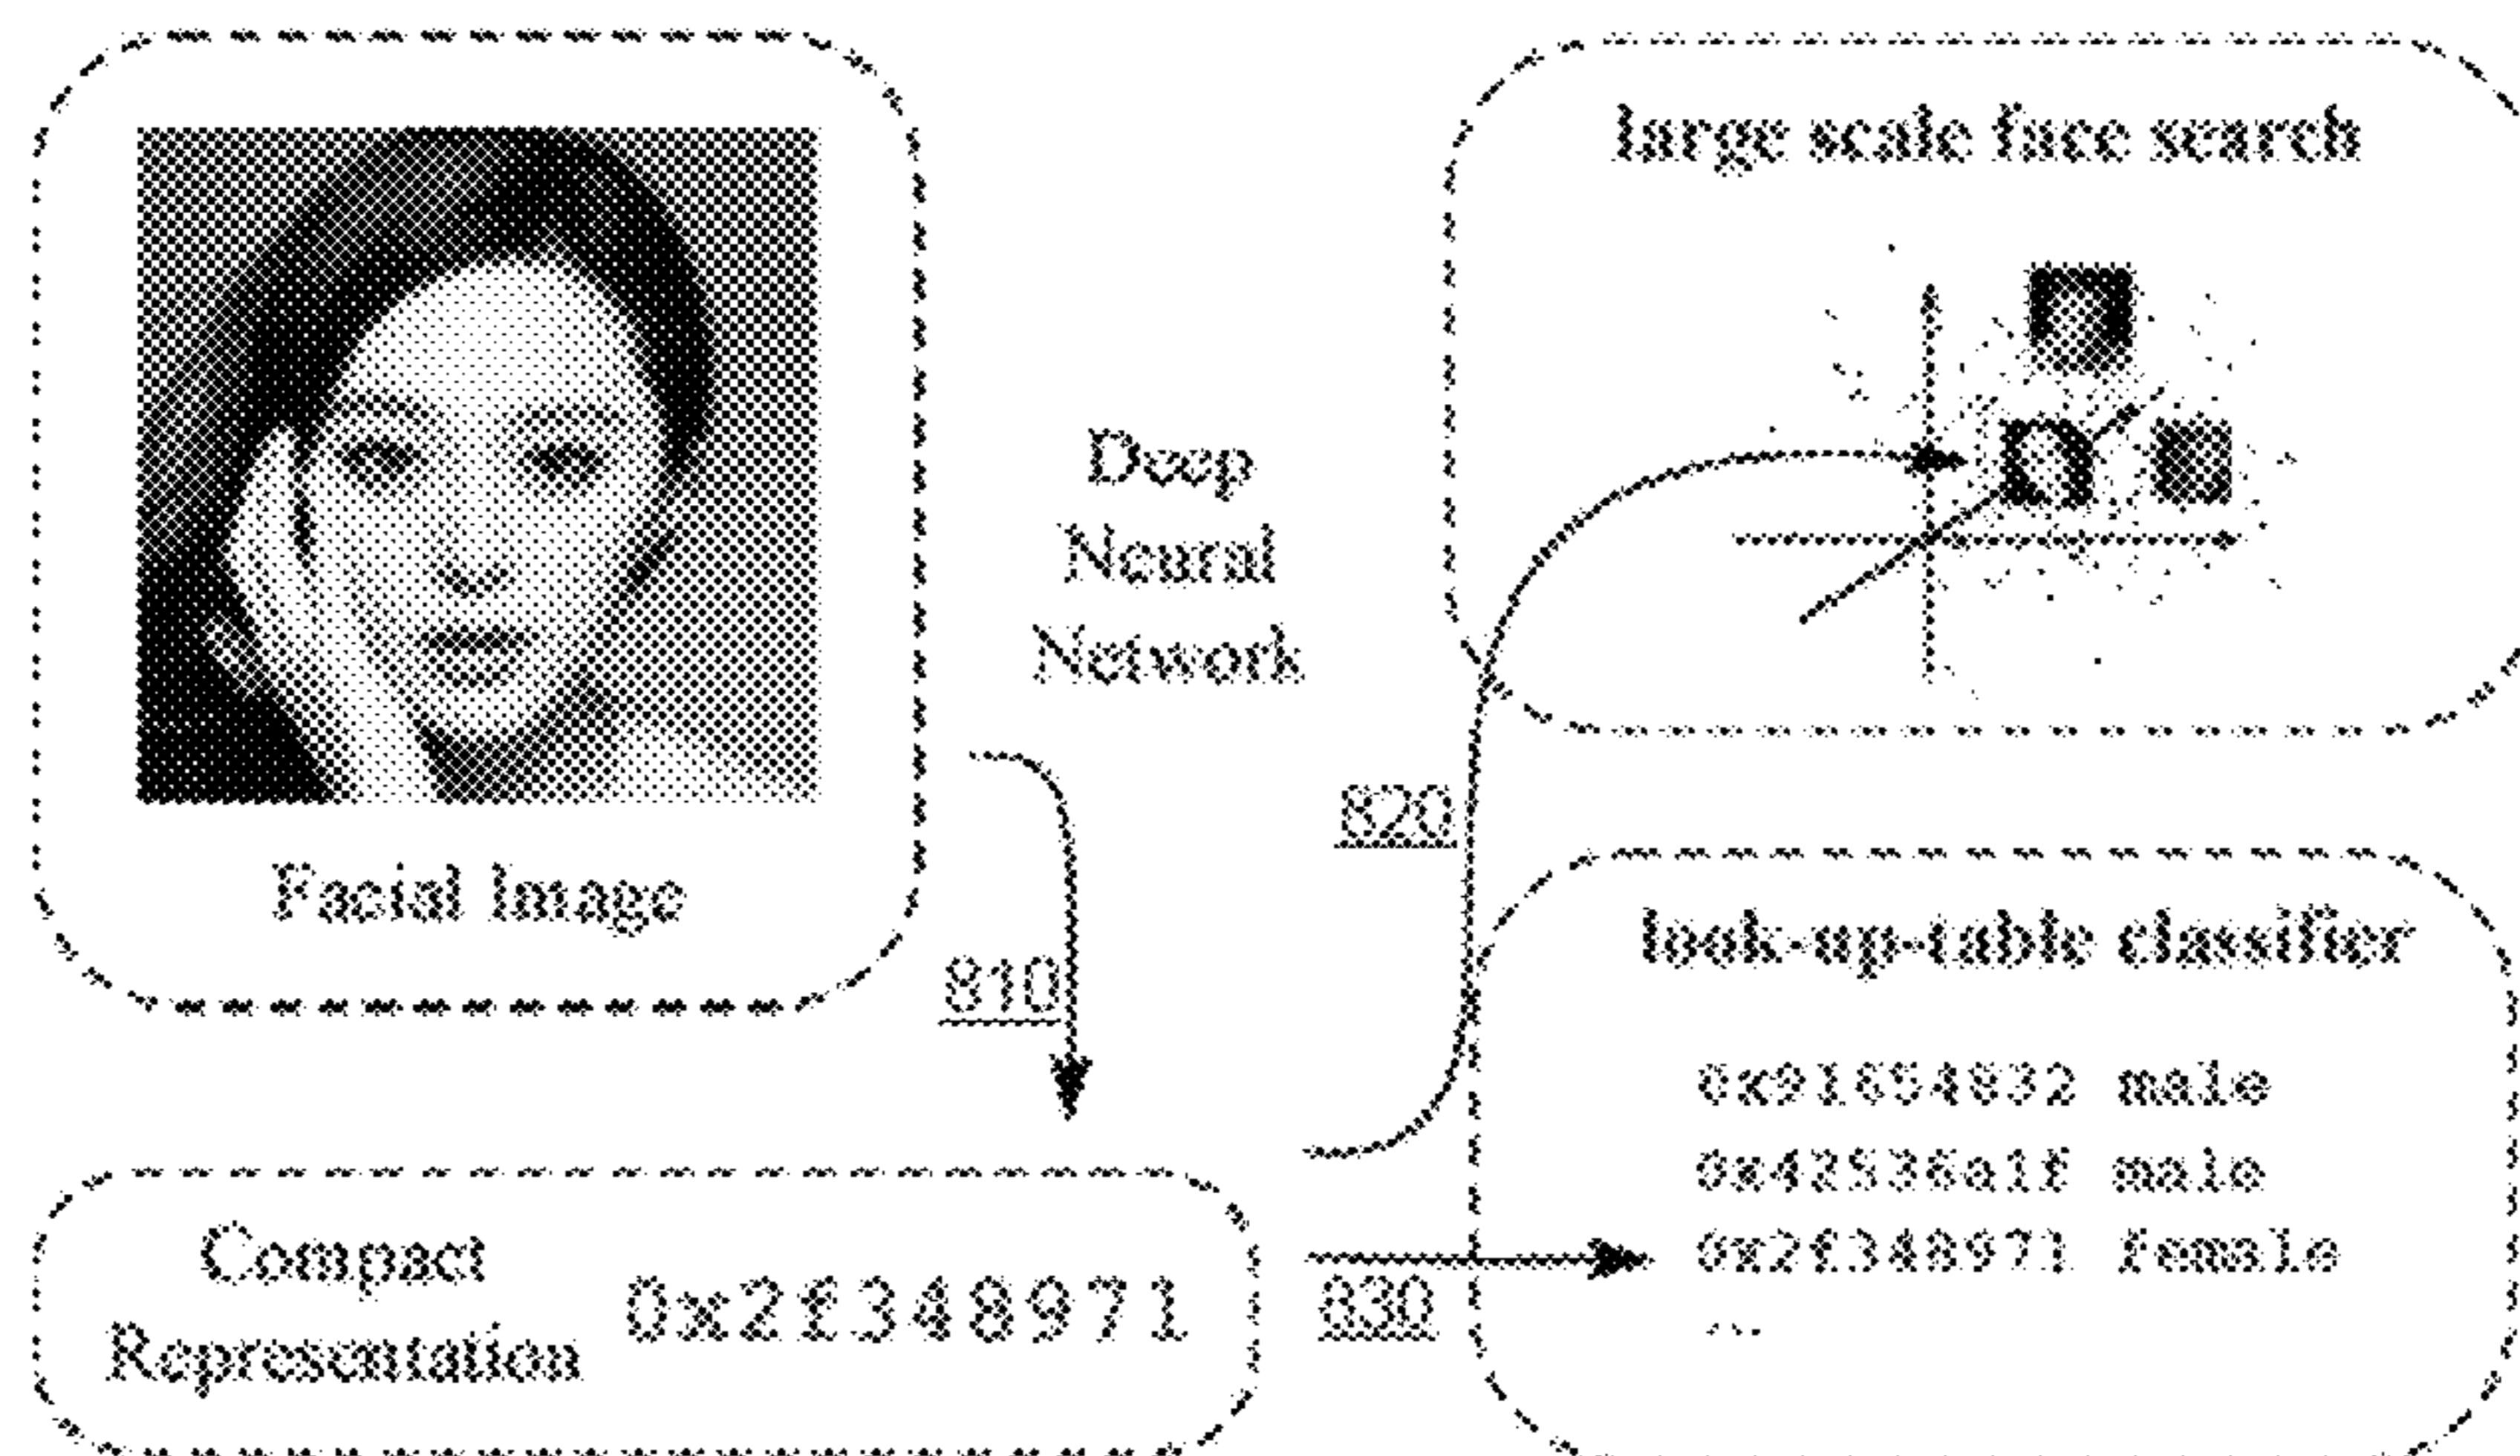 Facial Image
Deep
Neural
Network
810
Compact
Representation
0x2f348971
820
large scale face search
830
look-up-table classifier
0x91654832 male
0x42536a1f male
0x2f348971 female
...